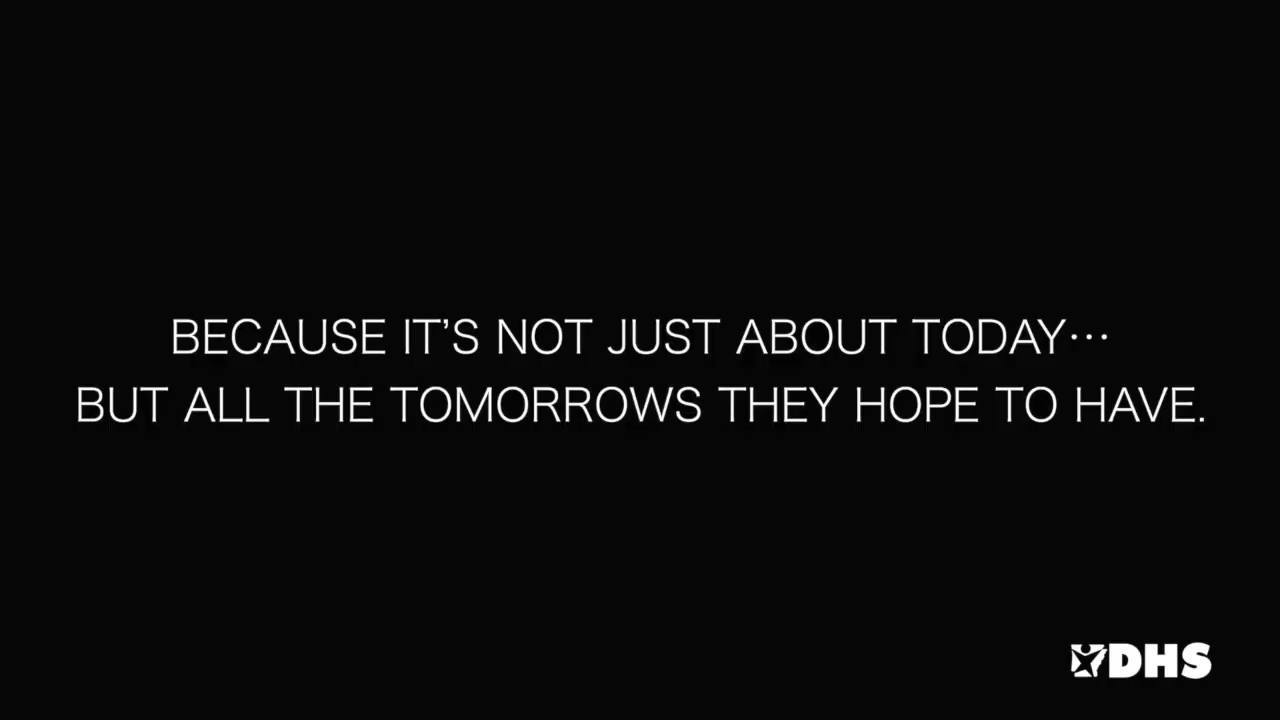 BECAUSE IT’S NOT JUST ABOUT TODAY…
BUT ALL THE TOMORROWS THEY HOPE TO HAVE.
DHS